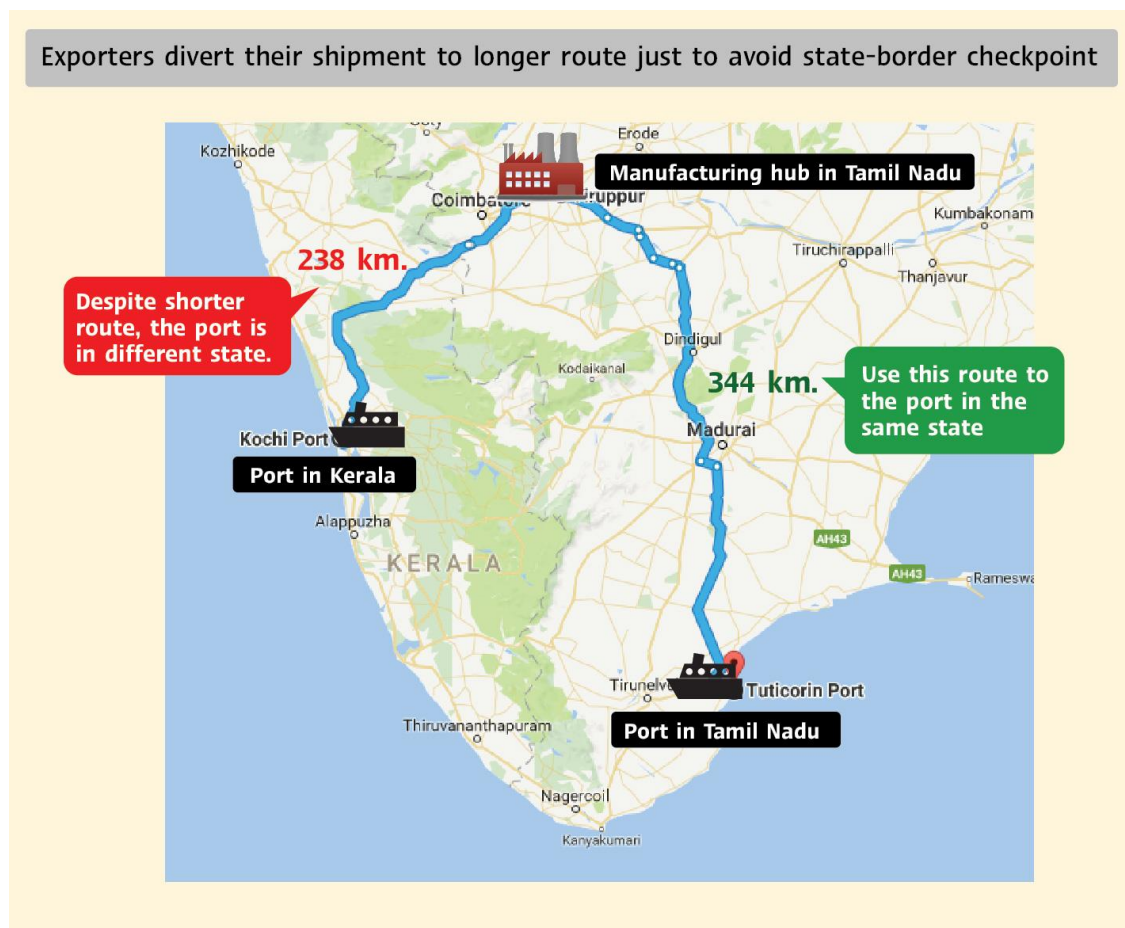 Exporters divert their shipment to longer route just to avoid state-border checkpoint
Erode
Kozhikode
Manufacturing hub in Tamil Nadu
Coimbatore
Kumbakonam
Tiruchirappalli
Thanjavur
238 km.
Despite shorter
route, the port is
in different state.
Dindigul
Kodaikanal
344 km.
Use this route to
the port in the
same state
Madurai
Kochi Port
Port in Kerala
Alappuzha
KERALA
AH43
AH43
Rameswa
Tirunelv
Tuticorin Port
Port in Tamil Nadu
Thiruvananthapuram
Nagercoil
Kanyakumari